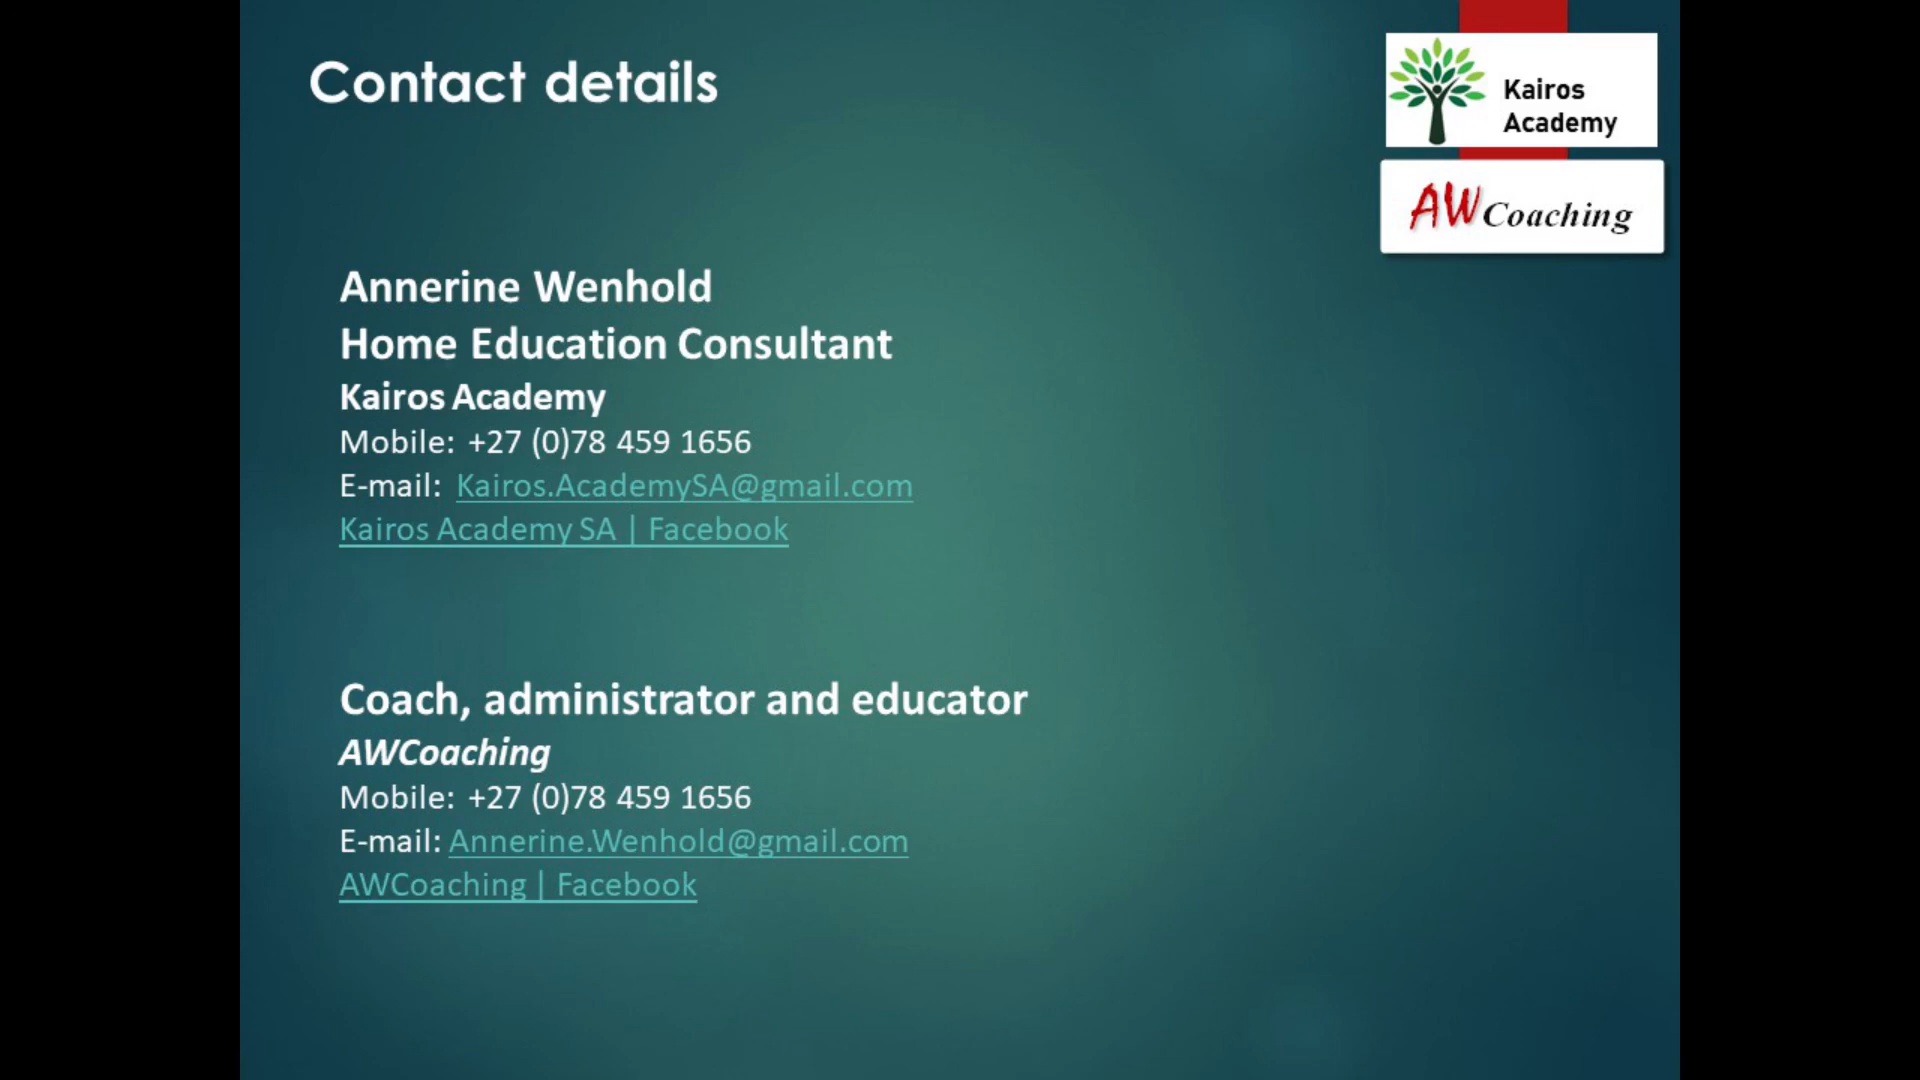 Contact details
Kairos
Academy
AW Coaching
Annerine Wenhold
Home Education Consultant
Kairos Academy
Mobile: +27 (0)78 459 1656
E-mail: Kairos.AcademySA@gmail.com
Kairos Academy SA | Facebook
Coach, administrator and educator
AWCoaching
Mobile: +27 (0)78 459 1656
E-mail: Annerine.Wenhold@gmail.com
AWCoaching | Facebook